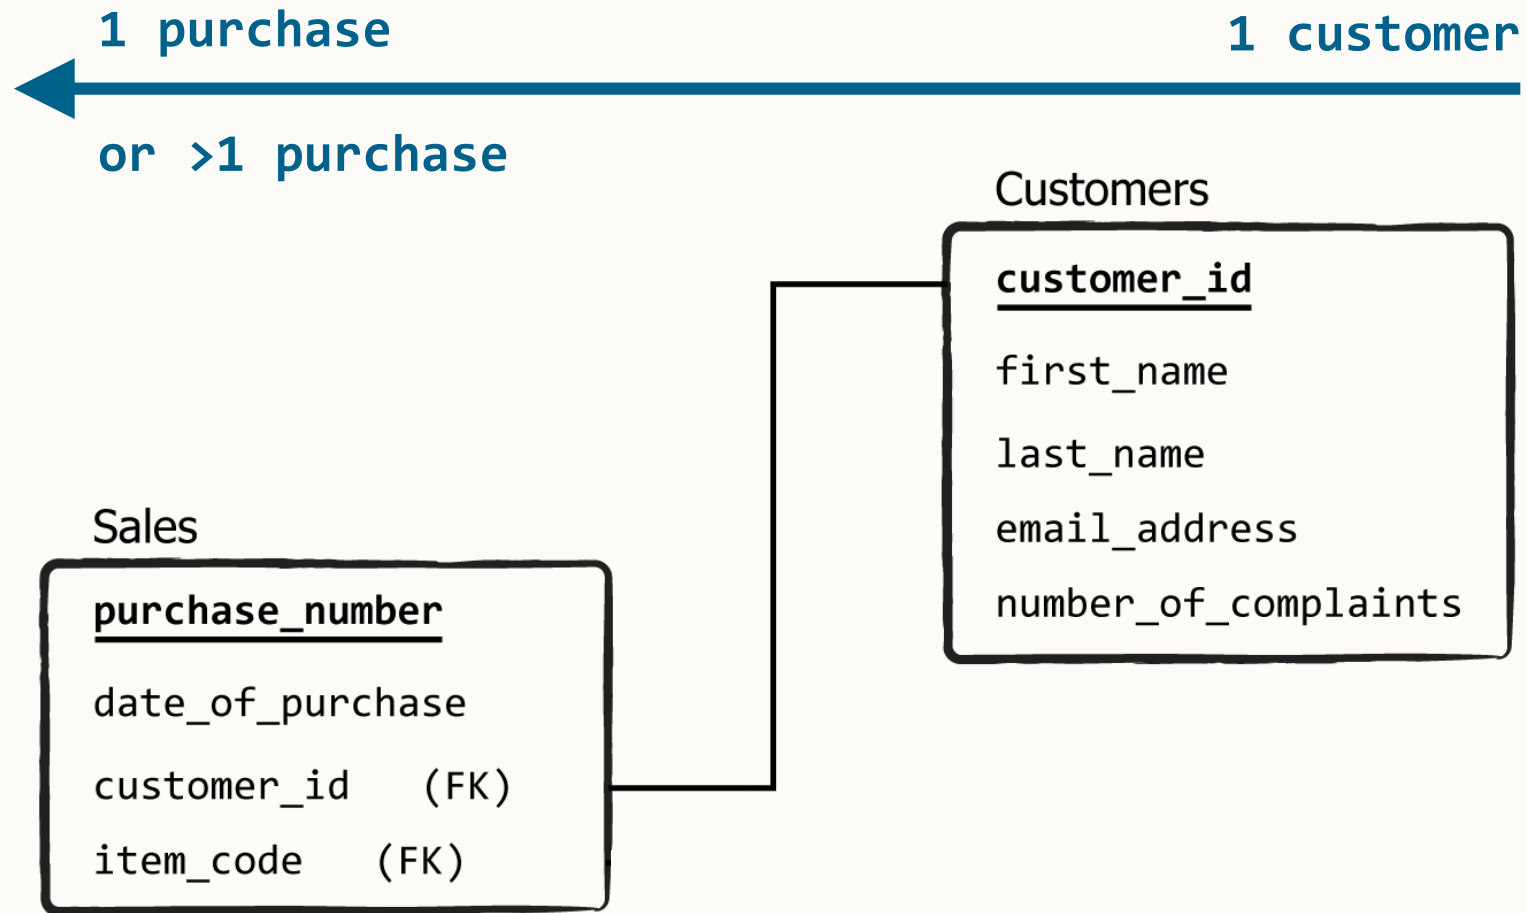 1 purchase
1 customer
or >1 purchase
Customers
customer_id
first_name
last_name
email_address
number_of_complaints
Sales
purchase_number
date_of_purchase
customer_id (FK)
item_code (FK)